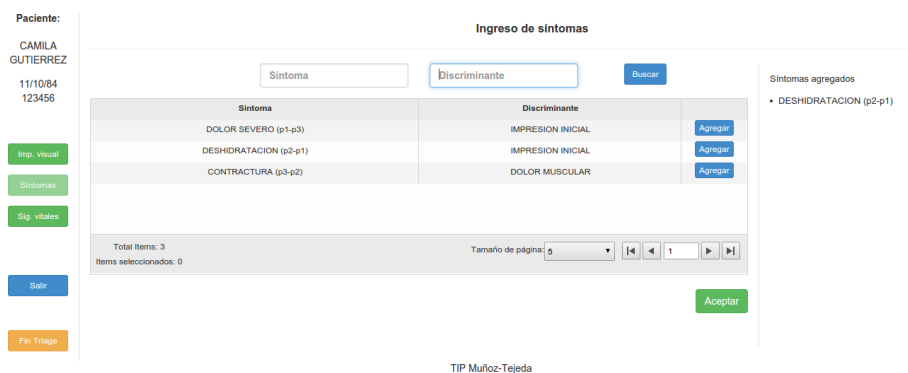 Paciente:
CAMILA
GUTIERREZ
11/10/84
123456
Imp. visual
Síntomas
Sig. vitales
Salir
Fin Triage
Ingreso de síntomas
Síntoma Discriminante Buscar
Síntoma Discriminante
DOLOR SEVERO (p1-p3) IMPRESION INICIAL Agregar
DESHIDRATACION (p2-p1) IMPRESION INICIAL Agregar
CONTRACTURA (p3-p2) DOLOR MUSCULAR Agregar
Total Items: 3
Items seleccionados: 0
Tamaño de página: 5 1
Aceptar
Síntomas agregados
• DESHIDRATACION (p2-p1)
TIP Muñoz-Tejeda